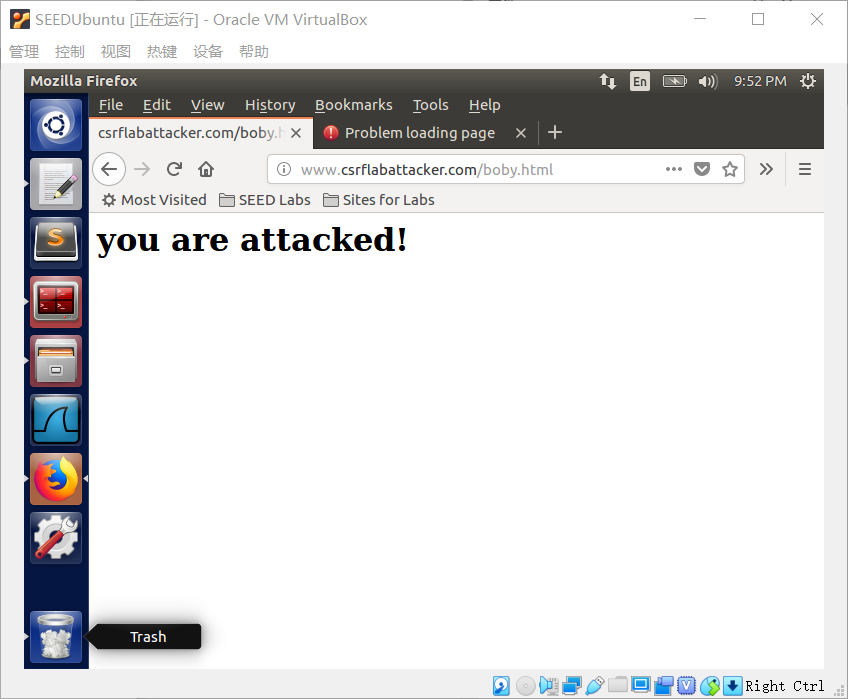 SEEDUbuntu [正在运行] - Oracle VM VirtualBox
管理 控制 视图 热键 设备 帮助
Mozilla Firefox En 9:52 PM
File Edit View History Bookmarks Tools Help
csrflabattacker.com/boby.h Problem loading page
www.csrflabattacker.com/boby.html
Most Visited SEED Labs Sites for Labs
you are attacked!
Trash
Right Ctrl